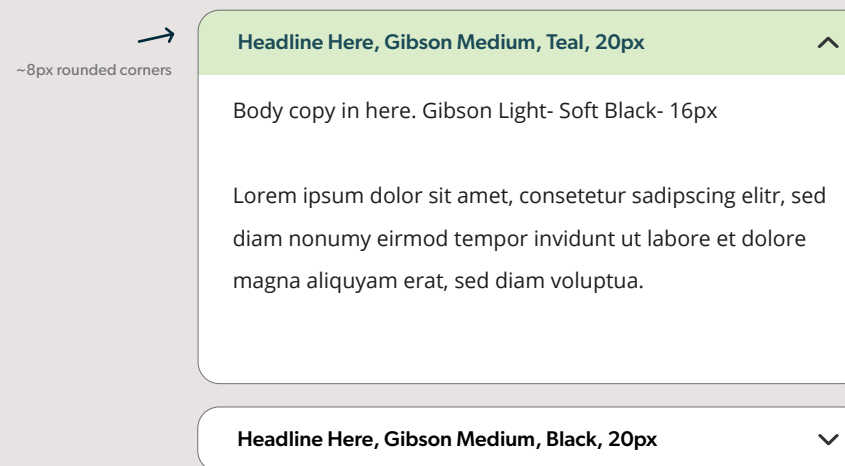 Headline Here, Gibson Medium, Teal, 20px
~8px rounded corners
Body copy in here. Gibson Light- Soft Black- 16px
Lorem ipsum dolor sit amet, consetetur sadipscing elitr, sed
diam nonumy eirmod tempor invidunt ut labore et dolore
magna aliquyam erat, sed diam voluptua.
Headline Here, Gibson Medium, Black, 20px